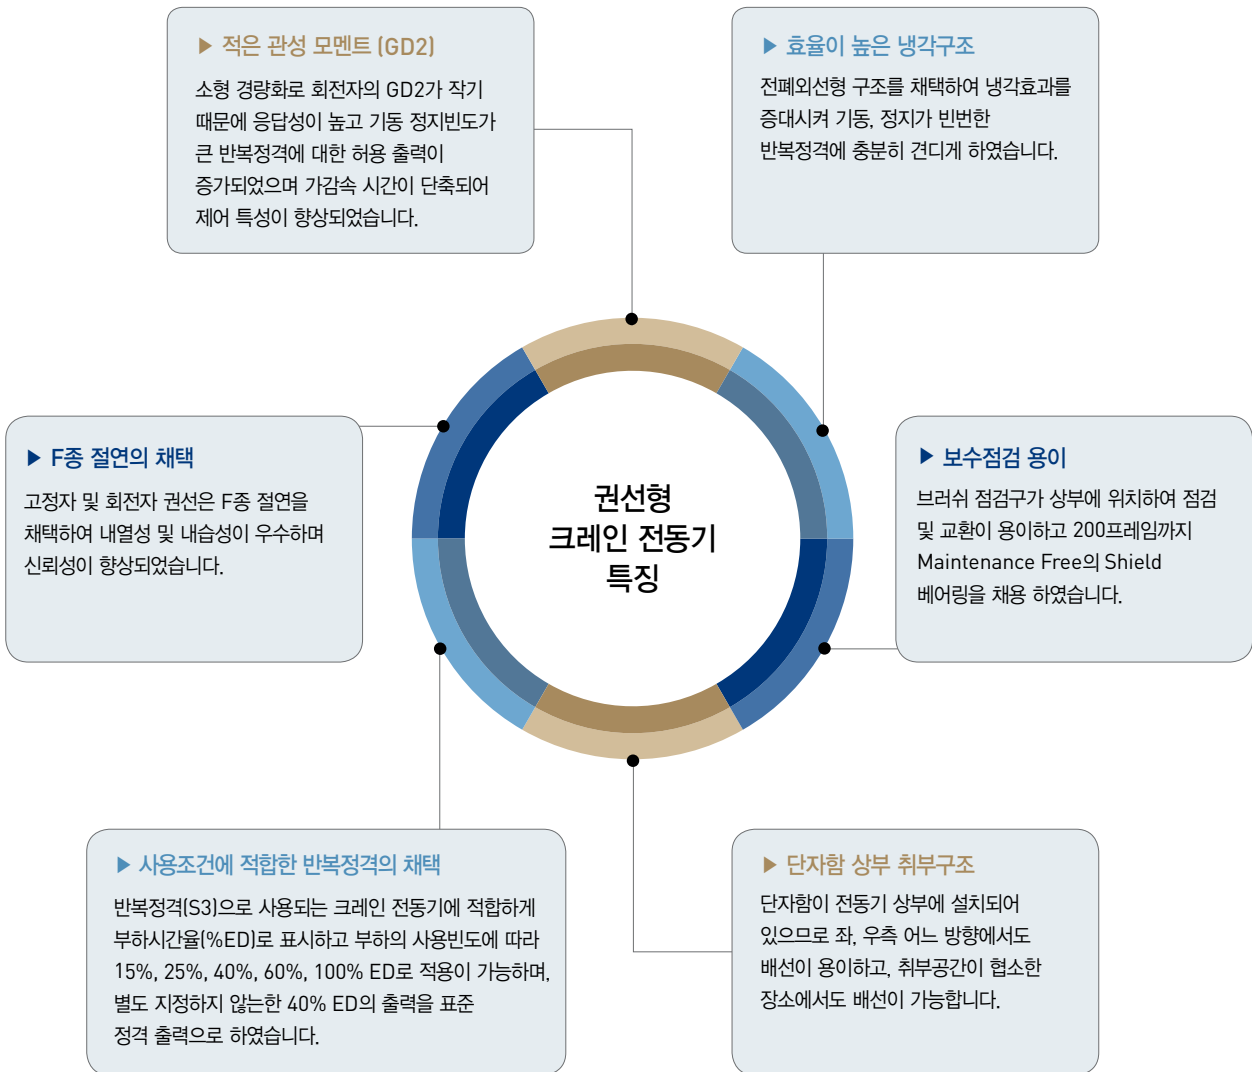 ▶ 적은 관성 모멘트 (GD2)
소형 경량화로 회전자의 GD2가 작기
때문에 응답성이 높고 기동 정지빈도가
큰 반복정격에 대한 허용 출력이
증가되었으며 가감속 시간이 단축되어
제어 특성이 향상되었습니다.
▶ 효율이 높은 냉각구조
전폐외선형 구조를 채택하여 냉각효과를
증대시켜 기동, 정지가 빈번한
반복정격에 충분히 견디게 하였습니다.
▶ F종 절연의 채택
고정자 및 회전자 권선은 F종 절연을
채택하여 내열성 및 내습성이 우수하며
신뢰성이 향상되었습니다.
권선형
크레인 전동기
특징
▶ 보수점검 용이
브러쉬 점검구가 상부에 위치하여 점검
및 교환이 용이하고 200프레임까지
Maintenance Free의 Shield
베어링을 채용 하였습니다.
▶ 사용조건에 적합한 반복정격의 채택
반복정격(S3)으로 사용되는 크레인 전동기에 적합하게
부하시간율(%ED)로 표시하고 부하의 사용빈도에 따라
15%, 25%, 40%, 60%, 100% ED로 적용이 가능하며,
별도 지정하지 않는한 40% ED의 출력을 표준
정격 출력으로 하였습니다.
▶ 단자함 상부 취부구조
단자함이 전동기 상부에 설치되어
있으므로 좌, 우측 어느 방향에서도
배선이 용이하고, 취부공간이 협소한
장소에서도 배선이 가능합니다.